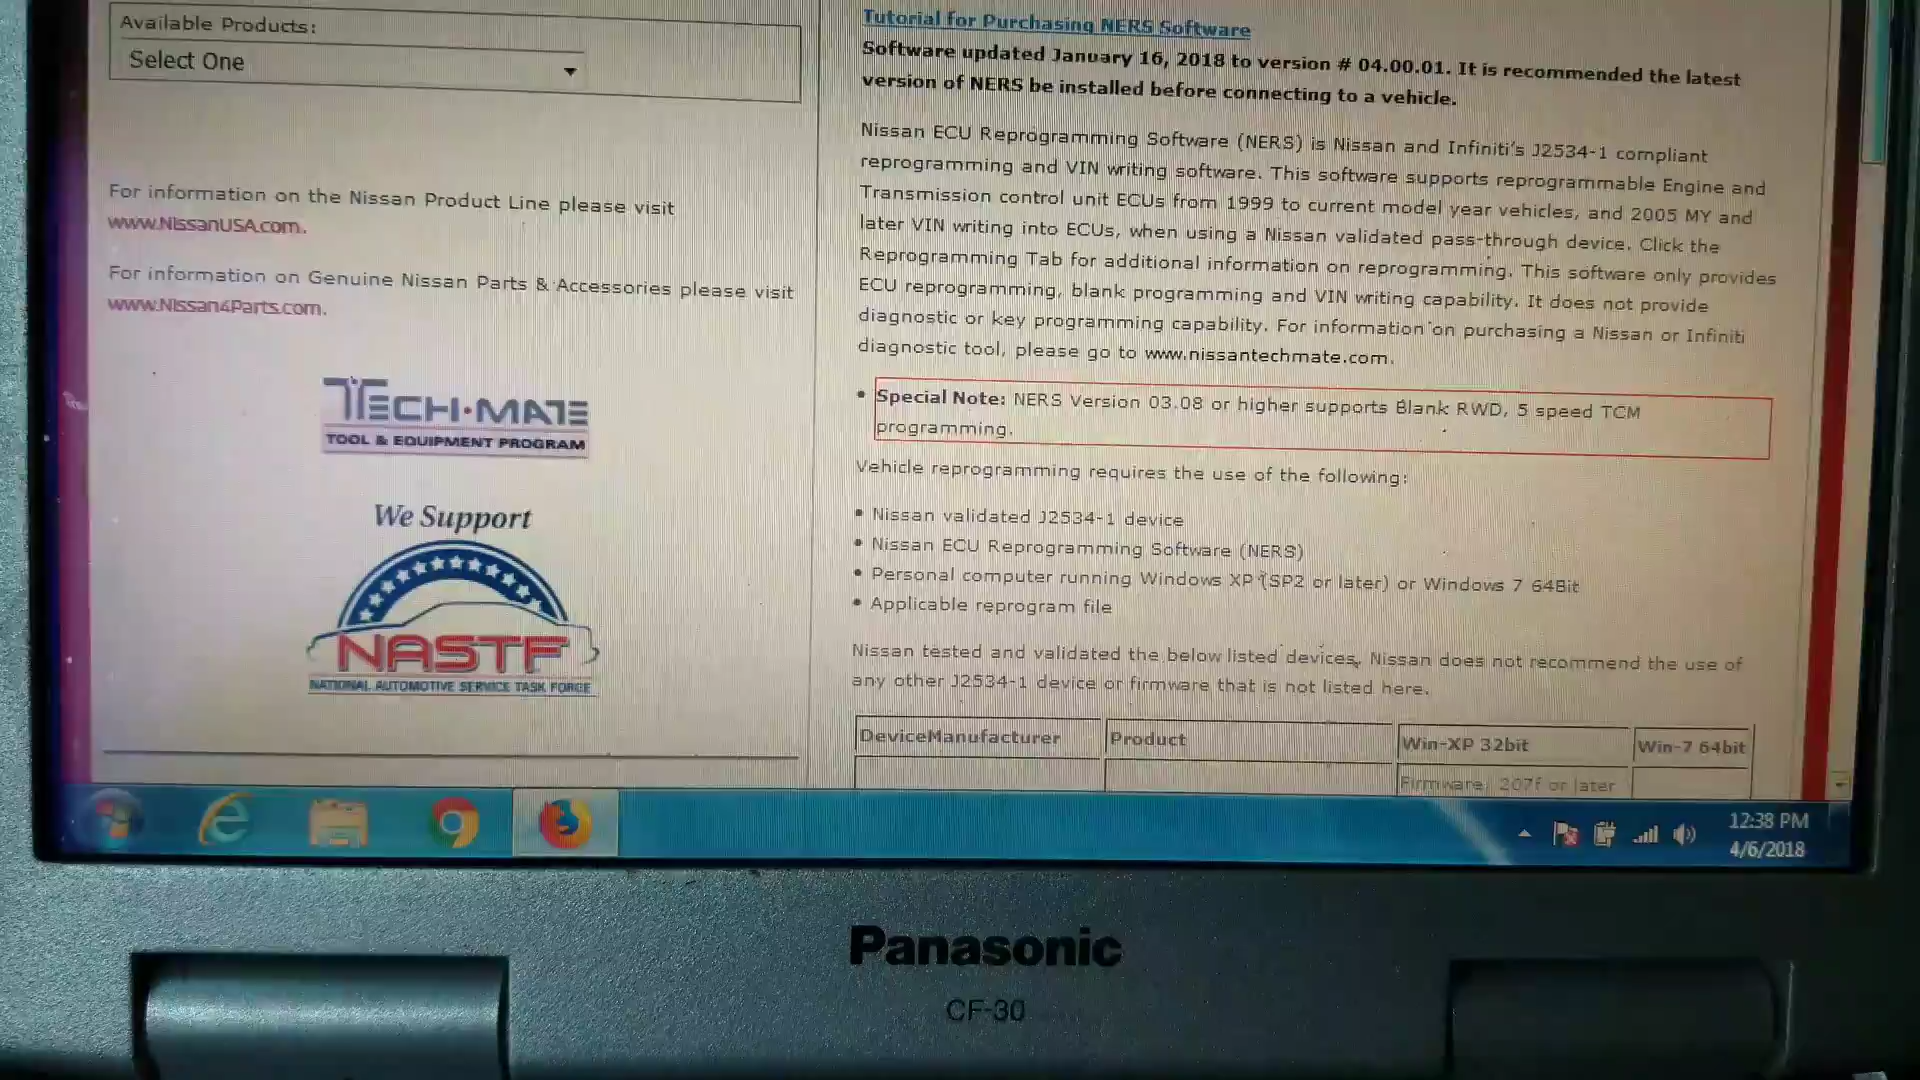 Available Products:
Select One
For information on the Nissan Product Line please visit
www.NissanUSA.com.
For information on Genuine Nissan Parts & Accessories please visit
www.Nissan4Parts.com.
TECH·MATE
TOOL & EQUIPMENT PROGRAM
We Support
NASTF
NATIONAL AUTOMOTIVE SERVICE TASK FORCE
Tutorial for Purchasing NERS Software
Software updated January 16, 2018 to version # 04.00.01. It is recommended the latest
version of NERS be installed before connecting to a vehicle.
Nissan ECU Reprogramming Software (NERS) is Nissan and Infiniti's J2534-1 compliant
reprogramming and VIN writing software. This software supports reprogrammable Engine and
Transmission control unit ECUs from 1999 to current model year vehicles, and 2005 MY and
later VIN writing into ECUs, when using a Nissan validated pass-through device. Click the
Reprogramming Tab for additional information on reprogramming. This software only provides
ECU reprogramming, blank programming and VIN writing capability. It does not provide
diagnostic or key programming capability. For information on purchasing a Nissan or Infiniti
diagnostic tool, please go to www.nissantechmate.com.
• Special Note: NERS Version 03.08 or higher supports Blank RWD, 5 speed TCM
programming.
Vehicle reprogramming requires the use of the following:
• Nissan validated J2534-1 device
• Nissan ECU Reprogramming Software (NERS)
• Personal computer running Windows XP (SP2 or later) or Windows 7 64Bit
• Applicable reprogram file
Nissan tested and validated the below listed devices. Nissan does not recommend the use of
any other J2534-1 device or firmware that is not listed here.
DeviceManufacturer Product Win-XP 32bit Win-7 64bit
Firmware: 207f or later
12:38 PM
4/6/2018
Panasonic
CF-30